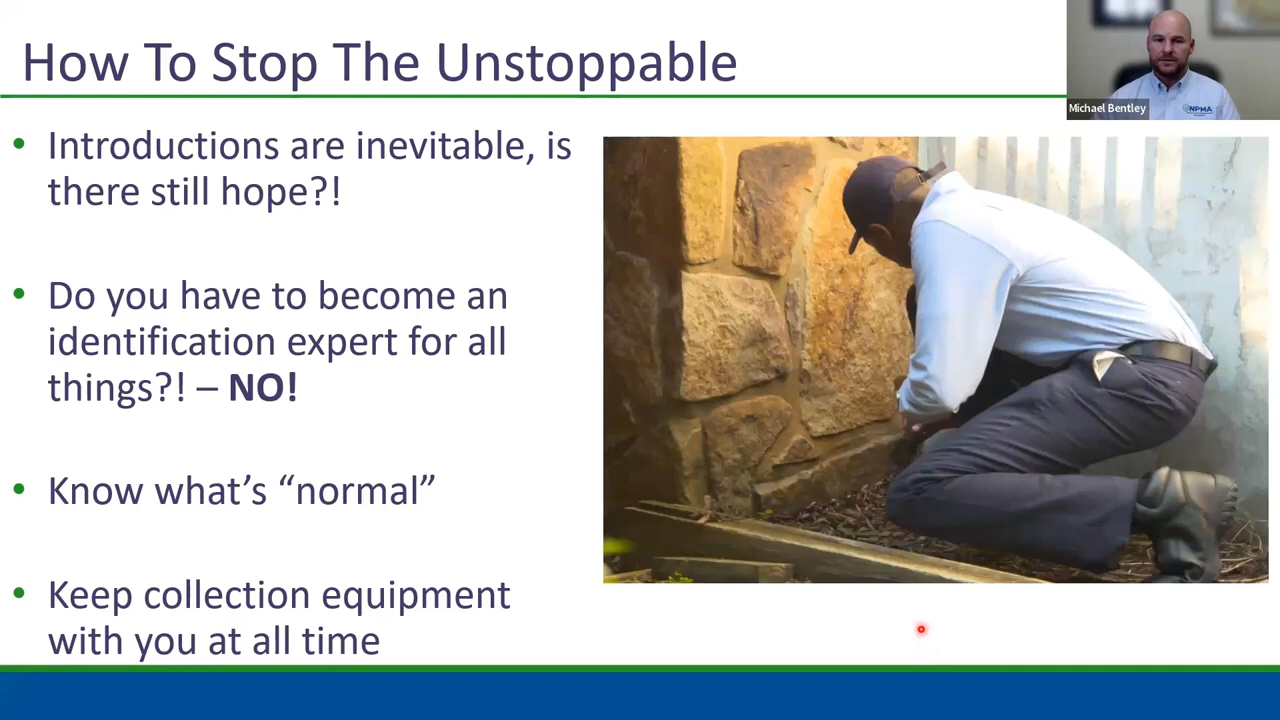 How To Stop The Unstoppable
Michael Bentley
NPMA
• Introductions are inevitable, is
there still hope?!
• Do you have to become an
identification expert for all
things?! – NO!
• Know what’s “normal”
• Keep collection equipment
with you at all time